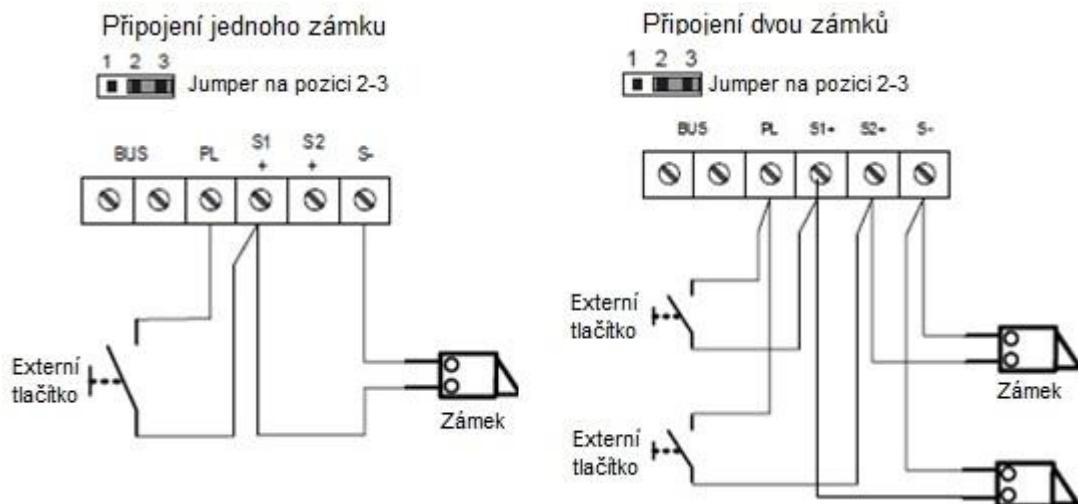 Připojení jednoho zámku
1 2 3
Jumper na pozici 2-3
BUS PL S1 + S2 + S-
Externí
tlačítko
Zámek
Připojení dvou zámků
1 2 3
Jumper na pozici 2-3
BUS PL S1+ S2+ S-
Externí
tlačítko
Zámek
Externí
tlačítko